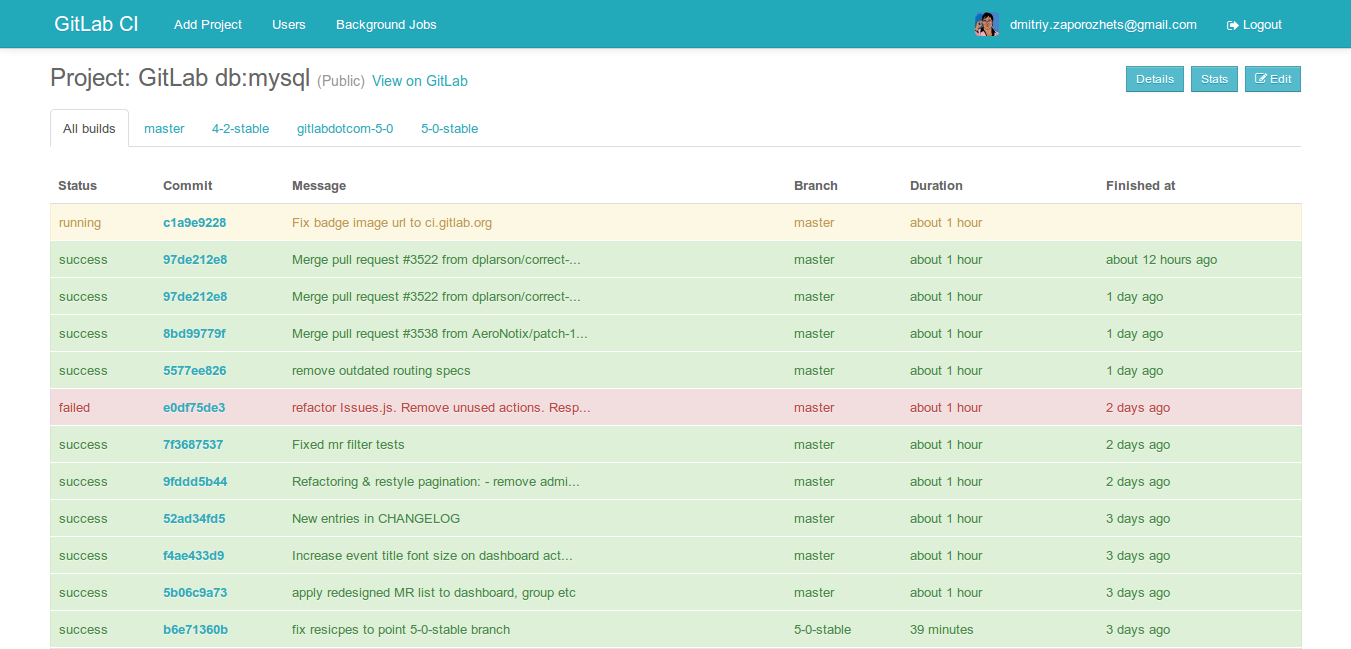 GitLab CI Add Project Users Background Jobs dmitriy.zaporozhets@gmail.com Logout
Project: GitLab db:mysql (Public) View on GitLab Details Stats Edit
All builds master 4-2-stable gitlabdotcom-5-0 5-0-stable
Status Commit Message Branch Duration Finished at
running c1a9e9228 Fix badge image url to ci.gitlab.org master about 1 hour
success 97de212e8 Merge pull request #3522 from dplarson/correct-... master about 1 hour about 12 hours ago
success 97de212e8 Merge pull request #3522 from dplarson/correct-... master about 1 hour 1 day ago
success 8bd99779f Merge pull request #3538 from AeroNotix/patch-1... master about 1 hour 1 day ago
success 5577ee826 remove outdated routing specs master about 1 hour 1 day ago
failed e0df75de3 refactor Issues.js. Remove unused actions. Resp... master about 1 hour 2 days ago
success 7f3687537 Fixed mr filter tests master about 1 hour 2 days ago
success 9fddd5b44 Refactoring & restyle pagination: - remove admi... master about 1 hour 2 days ago
success 52ad34fd5 New entries in CHANGELOG master about 1 hour 3 days ago
success f4ae433d9 Increase event title font size on dashboard act... master about 1 hour 3 days ago
success 5b06c9a73 apply redesigned MR list to dashboard, group etc master about 1 hour 3 days ago
success b6e71360b fix resicpes to point 5-0-stable branch 5-0-stable 39 minutes 3 days ago